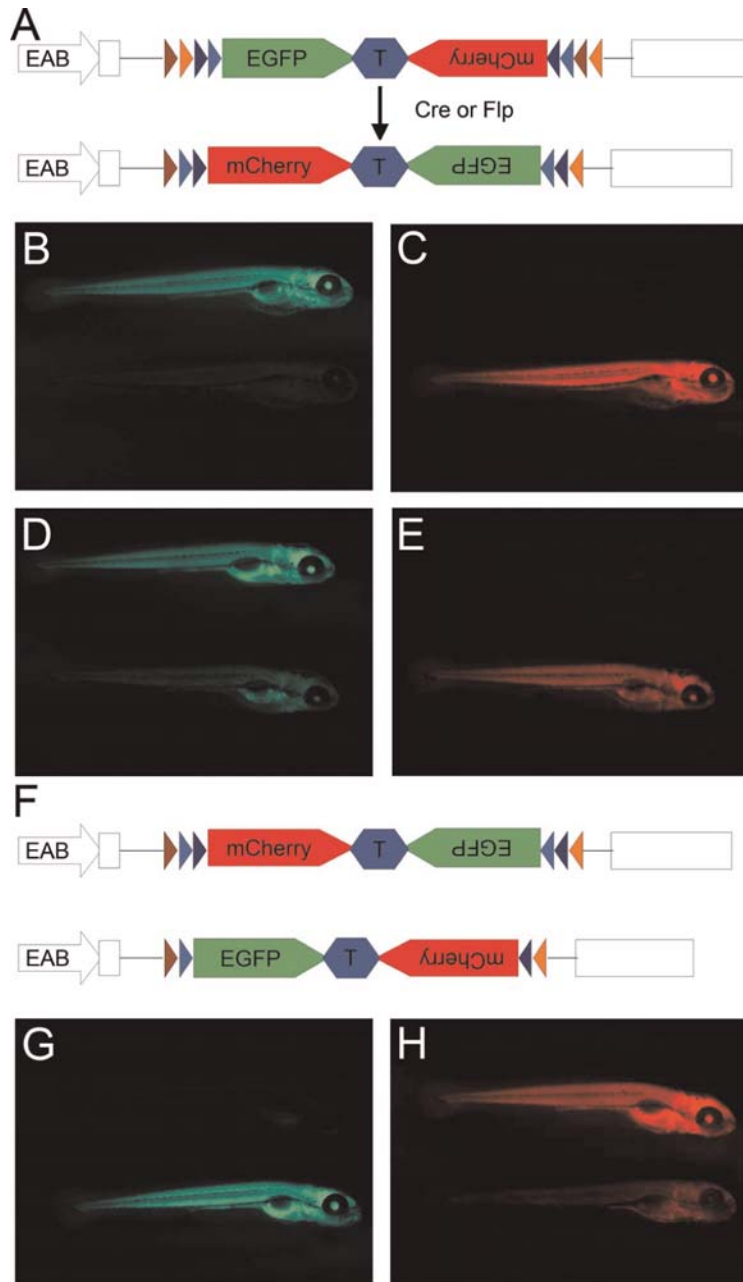 A
EAB EGFP T mCherry
Cre or Flp
EAB mCherry T EGFP
B C
D E
F
EAB mCherry T EGFP
EAB EGFP T mCherry
G H